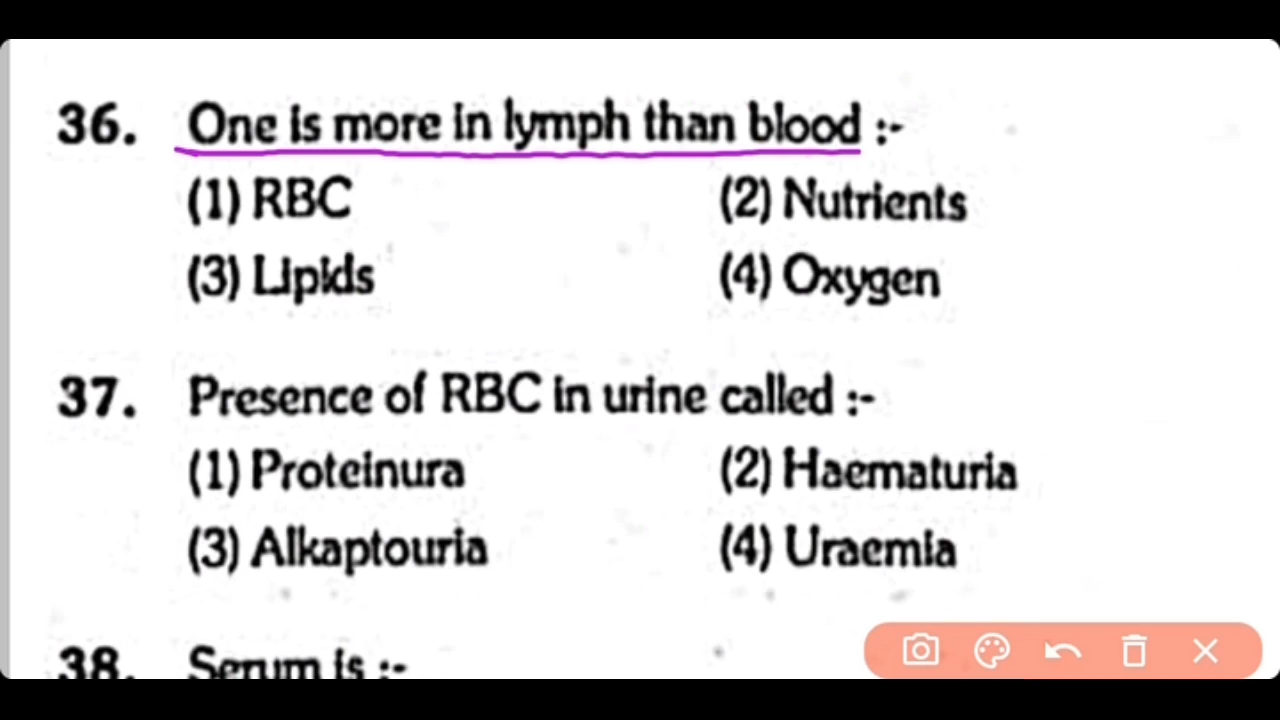 36. One is more in lymph than blood :-
(1) RBC (2) Nutrients
(3) Lipids (4) Oxygen
37. Presence of RBC in urine called :-
(1) Proteinura (2) Haematuria
(3) Alkaptouria (4) Uraemia
38. Serum is :-